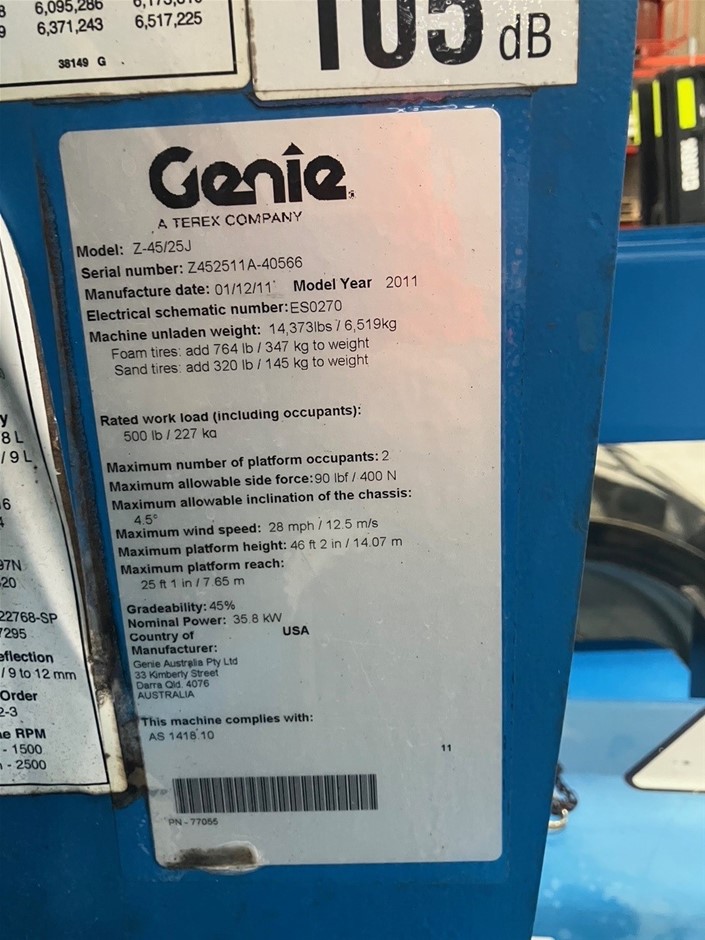 6,095,286
9 6,371,243 6,517,225
38149 G
105 dB
Genie
A TEREX COMPANY
Model: Z-45/25J
Serial number: Z452511A-40566
Manufacture date: 01/12/11 Model Year 2011
Electrical schematic number: ES0270
Machine unladen weight: 14,373lbs / 6,519kg
Foam tires: add 764 lb / 347 kg to weight
Sand tires: add 320 lb / 145 kg to weight
Rated work load (including occupants):
500 lb / 227 kg
Maximum number of platform occupants: 2
Maximum allowable side force: 90 lbf / 400 N
Maximum allowable inclination of the chassis:
4.5°
Maximum wind speed: 28 mph / 12.5 m/s
Maximum platform height: 46 ft 2 in / 14.07 m
Maximum platform reach:
25 ft 1 in / 7.65 m
Gradeability: 45%
Nominal Power: 35.8 kW
Country of USA
Manufacturer:
Genie Australia Pty Ltd
33 Kimberly Street
Darra Qld. 4076
AUSTRALIA
This machine complies with:
AS 1418.10
11
PN - 77055
y
8 L
/ 9 L
16
4
97N
520
22768-SP
7295
eflection
/ 9 to 12 mm
Order
2-3
e RPM
- 1500
- 2500